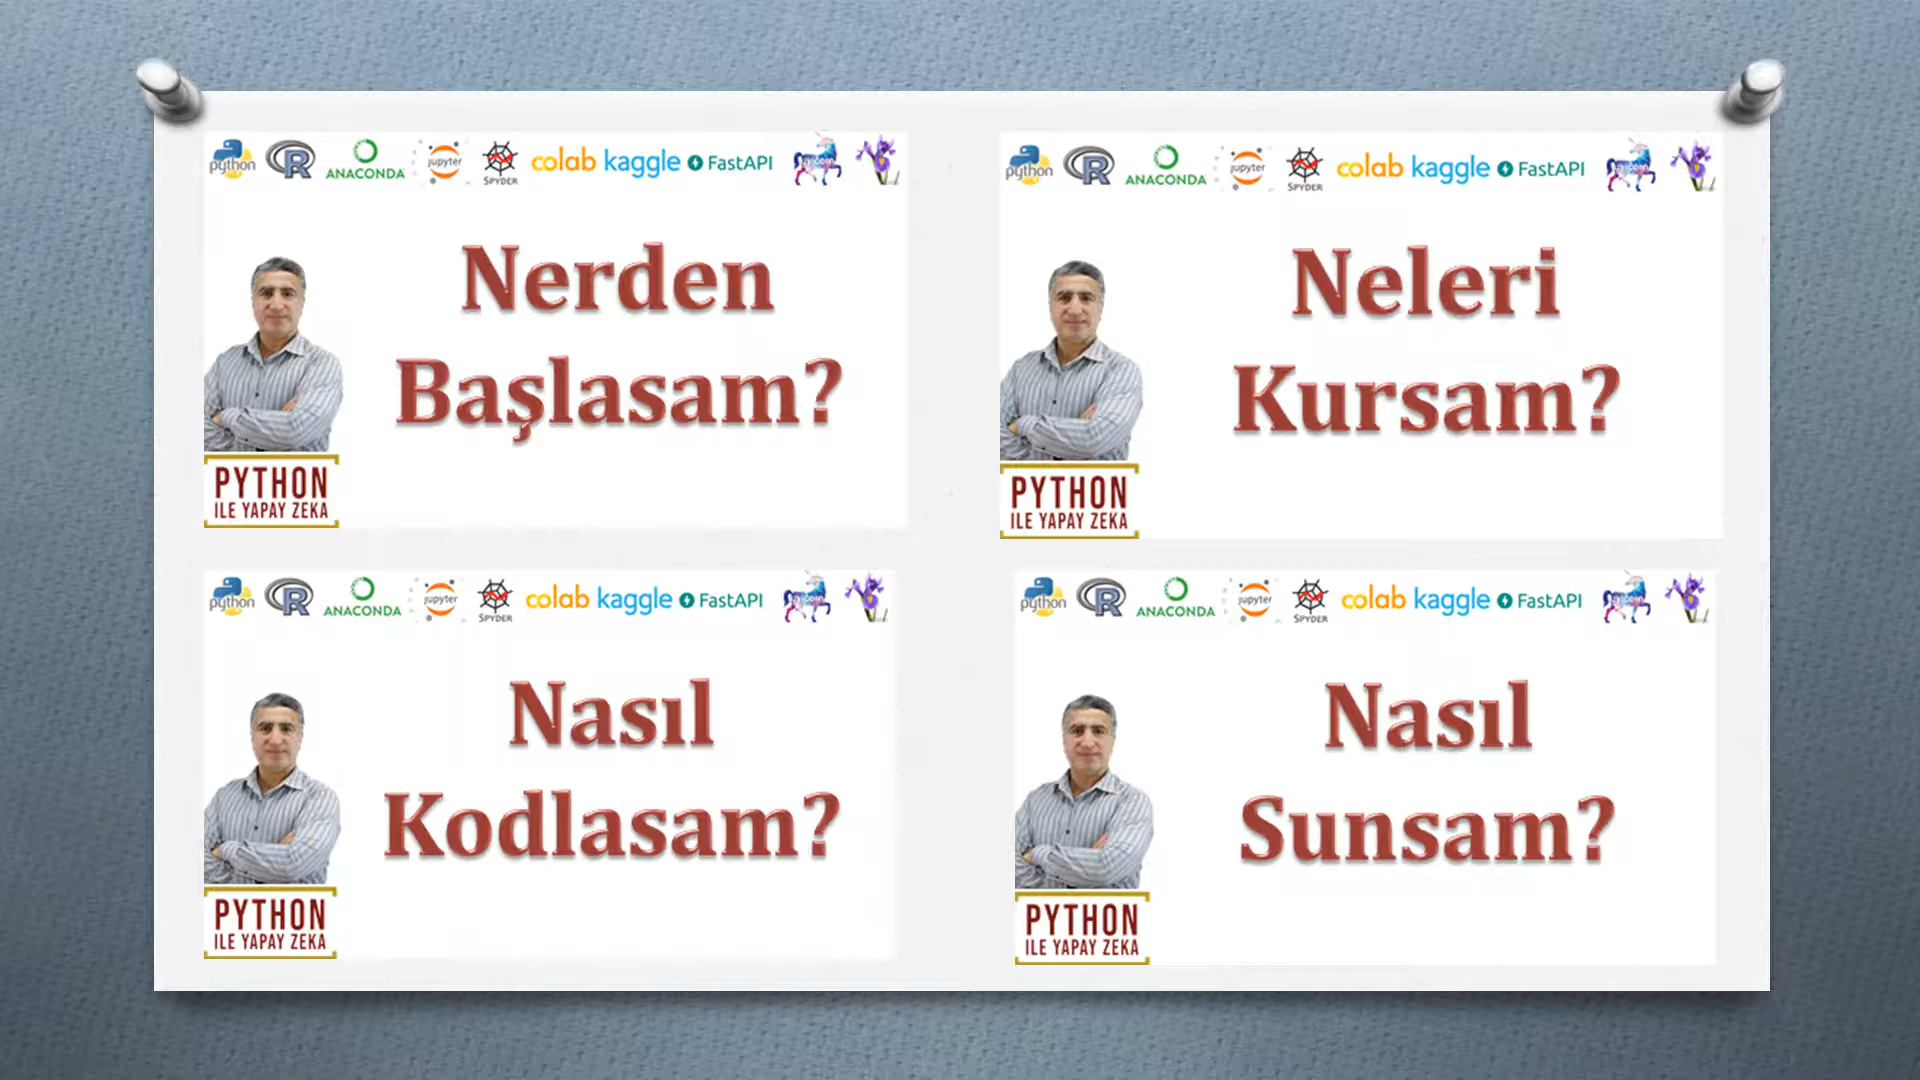 python R ANACONDA jupyter SPYDER colab kaggle FastAPI
Nerden
Başlasam?
PYTHON
ILE YAPAY ZEKA
python R ANACONDA jupyter SPYDER colab kaggle FastAPI
Neleri
Kursam?
PYTHON
ILE YAPAY ZEKA
python R ANACONDA jupyter SPYDER colab kaggle FastAPI
Nasıl
Kodlasam?
PYTHON
ILE YAPAY ZEKA
python R ANACONDA jupyter SPYDER colab kaggle FastAPI
Nasıl
Sunsam?
PYTHON
ILE YAPAY ZEKA